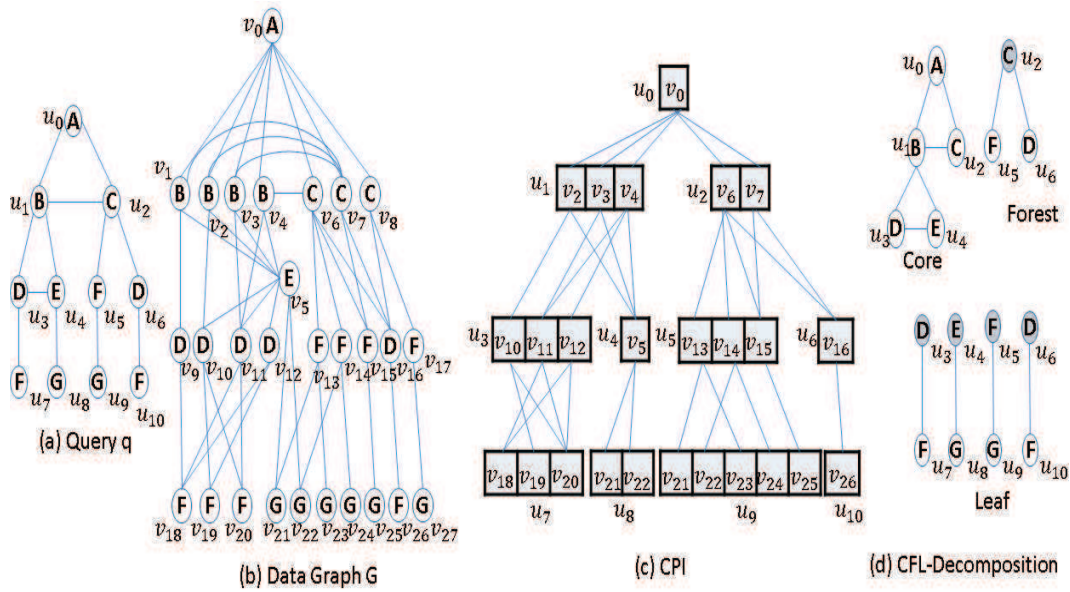 u₀ A
u₁ B C u₂
D E F D
u₃ u₄ u₅ u₆
F G G F
u₇ u₈ u₉ u₁₀
(a) Query q
v₀ A
v₁
B B B B C C C
v₂ v₃ v₄ v₆ v₇ v₈
E
v₅
D D D D F F F D F
v₉ v₁₀ v₁₁ v₁₂ v₁₃ v₁₄ v₁₅ v₁₆ v₁₇
F F F G G G G G F G
v₁₈ v₁₉ v₂₀ v₂₁ v₂₂ v₂₃ v₂₄ v₂₅ v₂₆ v₂₇
(b) Data Graph G
u₀ v₀
u₁ v₂ v₃ v₄ u₂ v₆ v₇
u₃ v₁₀ v₁₁ v₁₂ u₄ v₅ u₅ v₁₃ v₁₄ v₁₅ u₆ v₁₆
v₁₈ v₁₉ v₂₀ v₂₁ v₂₂ v₂₁ v₂₂ v₂₃ v₂₄ v₂₅ v₂₆
u₇ u₈ u₉ u₁₀
(c) CPI
u₀ A
u₁ B C u₂
u₃ D E u₄
Core
C u₂
F D
u₅ u₆
Forest
D E F D
u₃ u₄ u₅ u₆
F G G F
u₇ u₈ u₉ u₁₀
Leaf
(d) CFL-Decomposition